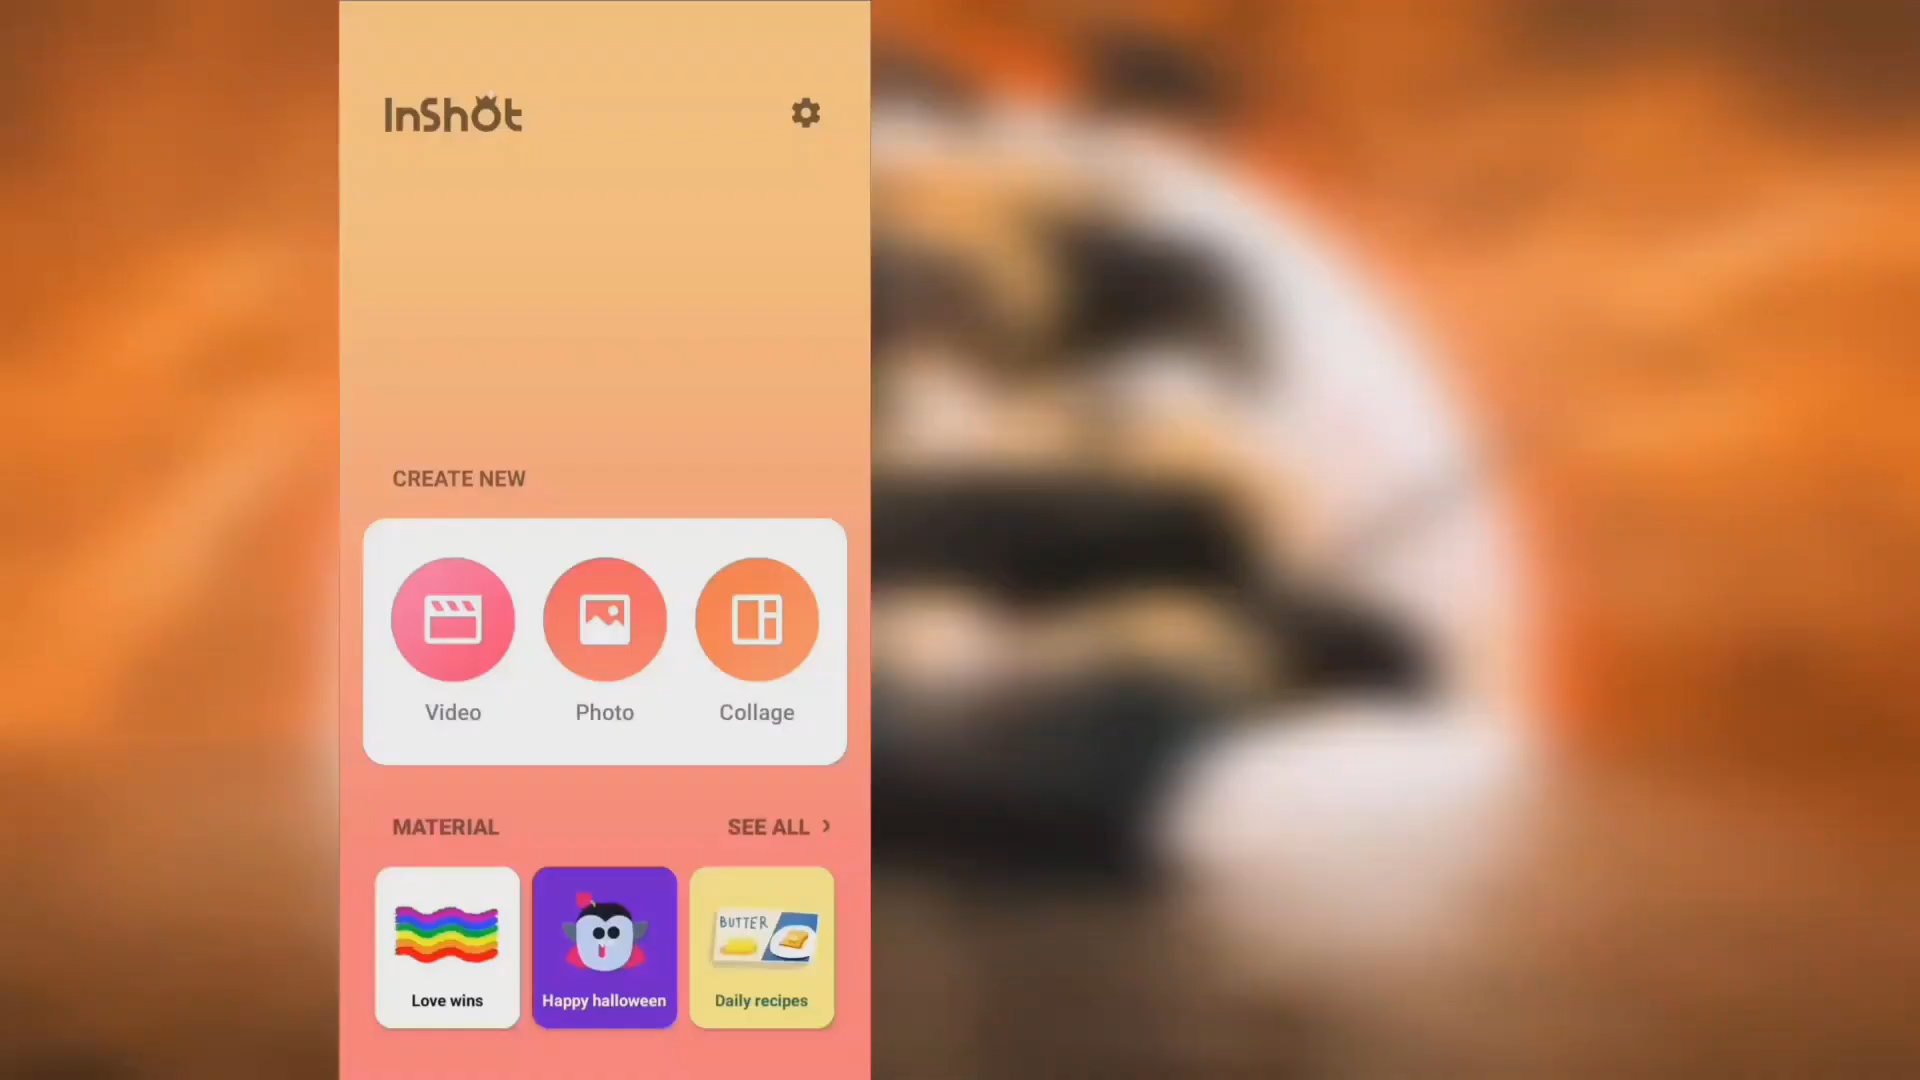 InShot
CREATE NEW
Video Photo Collage
MATERIAL SEE ALL >
BUTTER
Love wins Happy halloween Daily recipes